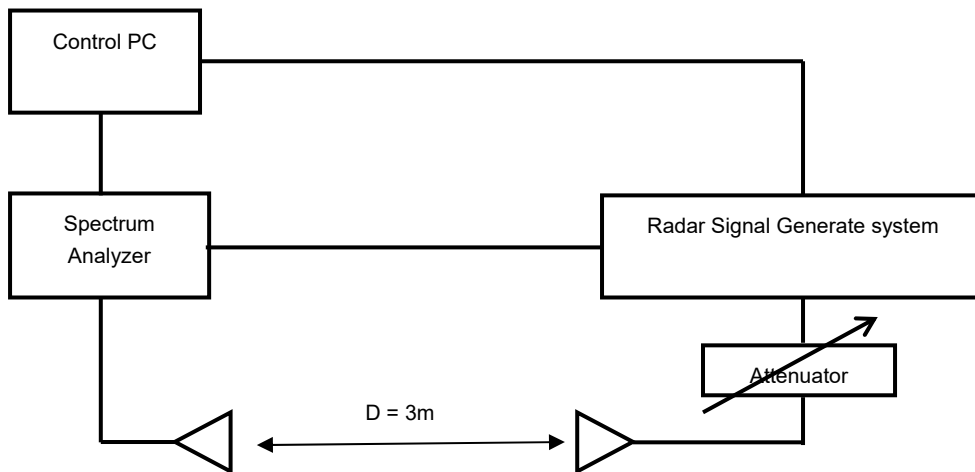 Control PC
Spectrum
Analyzer
Radar Signal Generate system
Attenuator
D = 3m